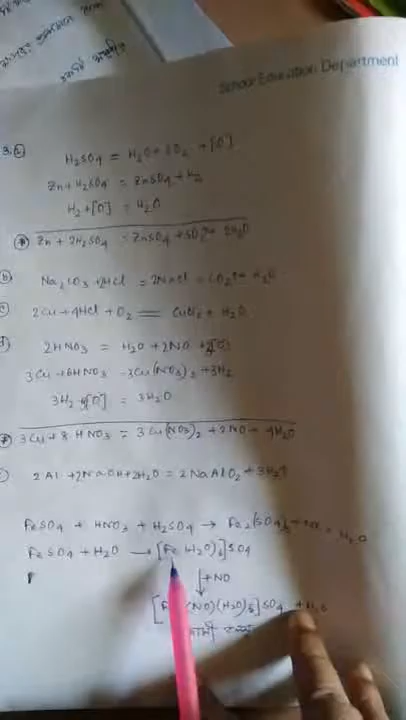 School Education Department
3. a) H₂SO₄ = H₂O + SO₂ + [O]
Zn + H₂SO₄ = ZnSO₄ + H₂
H₂ + [O] = H₂O
Zn + 2H₂SO₄ = ZnSO₄ + SO₂ + 2H₂O
b) Na₂CO₃ + 2HCl = 2NaCl + CO₂ + H₂O
c) 2Cu + 4HCl + O₂ = CuCl₂ + H₂O
d) 2HNO₃ = H₂O + 2NO + [O]
3Cu + 6HNO₃ = 3Cu(NO₃)₂ + 3H₂
3H₂ + [O] = 3H₂O
3Cu + 8HNO₃ = 3Cu(NO₃)₂ + 2NO + 4H₂O
2Al + 2NaOH + 2H₂O = 2NaAlO₂ + 3H₂↑
FeSO₄ + HNO₃ + H₂SO₄ → Fe₂(SO₄)₃ + NO + H₂O
FeSO₄ + H₂O → [Fe(H₂O)₆]SO₄
↓ +NO
(NO)(H₂O)₅]SO₄ + H₂O